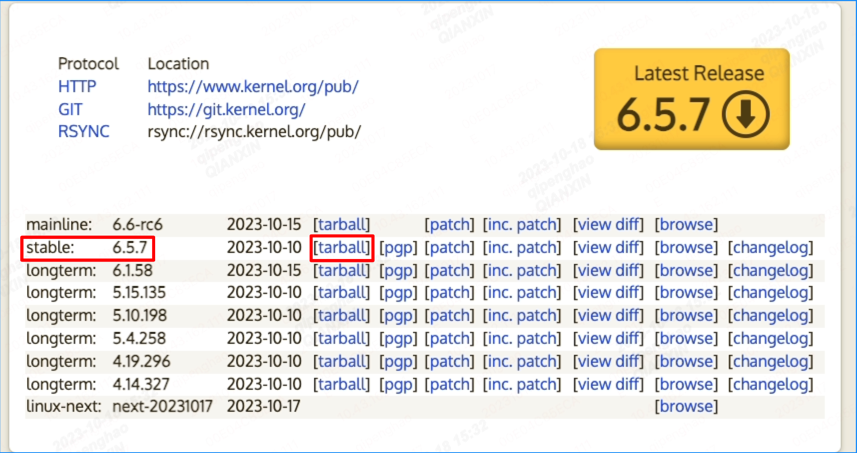 Protocol Location
HTTP https://www.kernel.org/pub/
GIT https://git.kernel.org/
RSYNC rsync://rsync.kernel.org/pub/
Latest Release
6.5.7
mainline: 6.6-rc6 2023-10-15 [tarball] [patch] [inc. patch] [view diff] [browse]
stable: 6.5.7 2023-10-10 [tarball] [pgp] [patch] [inc. patch] [view diff] [browse] [changelog]
longterm: 6.1.58 2023-10-15 [tarball] [pgp] [patch] [inc. patch] [view diff] [browse] [changelog]
longterm: 5.15.135 2023-10-10 [tarball] [pgp] [patch] [inc. patch] [view diff] [browse] [changelog]
longterm: 5.10.198 2023-10-10 [tarball] [pgp] [patch] [inc. patch] [view diff] [browse] [changelog]
longterm: 5.4.258 2023-10-10 [tarball] [pgp] [patch] [inc. patch] [view diff] [browse] [changelog]
longterm: 4.19.296 2023-10-10 [tarball] [pgp] [patch] [inc. patch] [view diff] [browse] [changelog]
longterm: 4.14.327 2023-10-10 [tarball] [pgp] [patch] [inc. patch] [view diff] [browse] [changelog]
linux-next: next-20231017 2023-10-17 [browse]